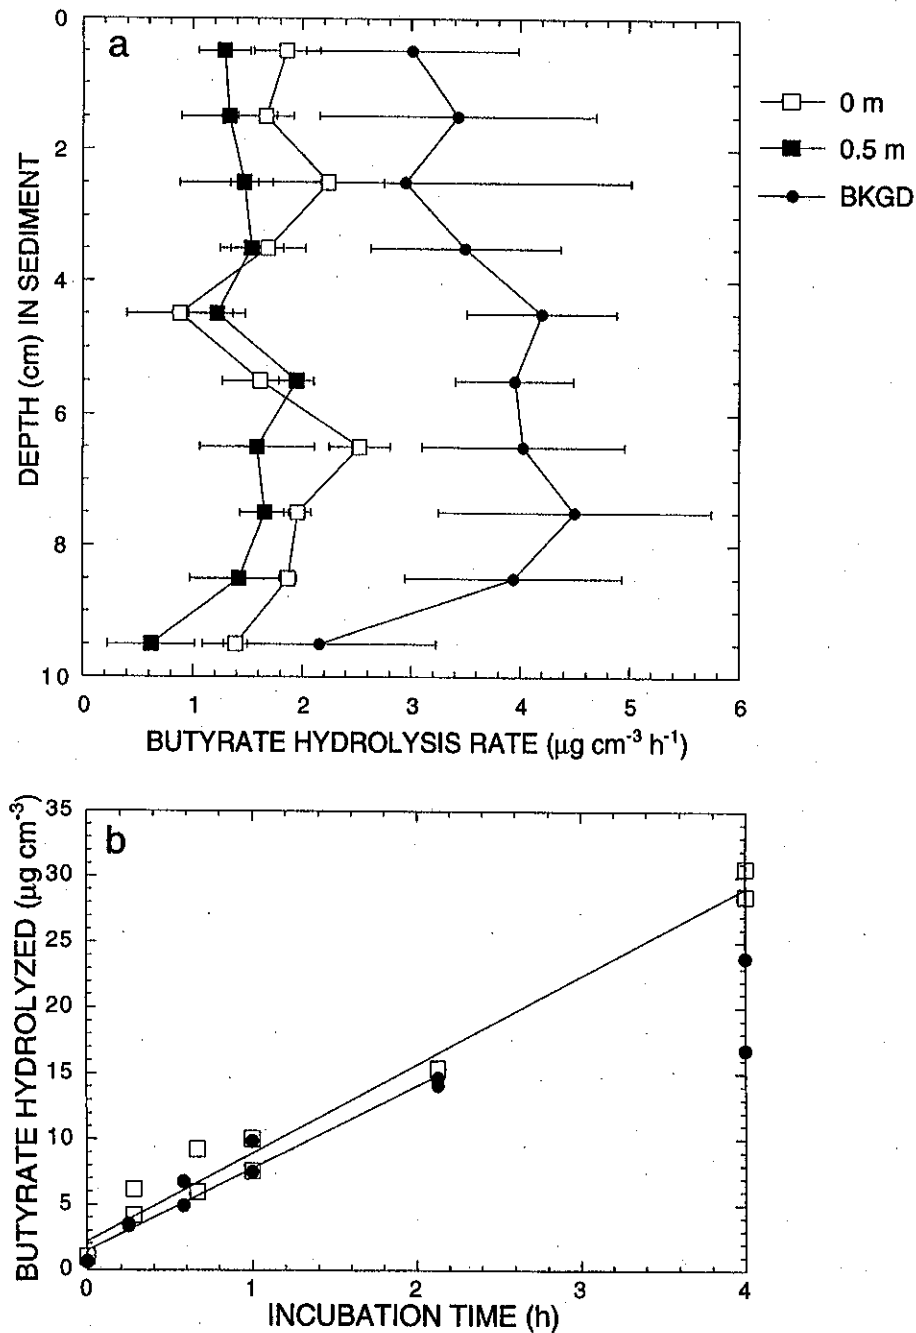 a
0
2
4
6
8
10
DEPTH (cm) IN SEDIMENT
0 1 2 3 4 5 6
BUTYRATE HYDROLYSIS RATE (µg cm⁻³ h⁻¹)
0 m
0.5 m
BKGD
b
35
30
25
20
15
10
5
0
BUTYRATE HYDROLYZED (µg cm⁻³)
0 1 2 3 4
INCUBATION TIME (h)